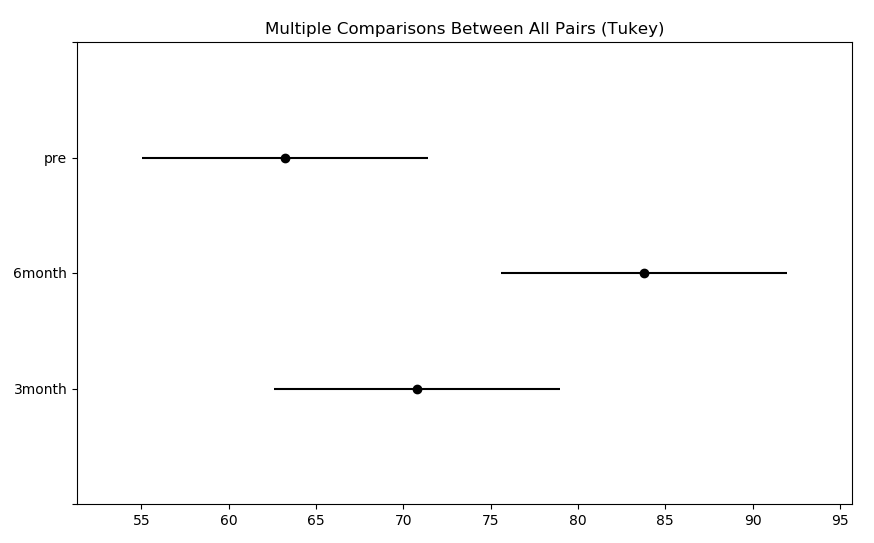 Multiple Comparisons Between All Pairs (Tukey)
pre
6month
3month
55 60 65 70 75 80 85 90 95